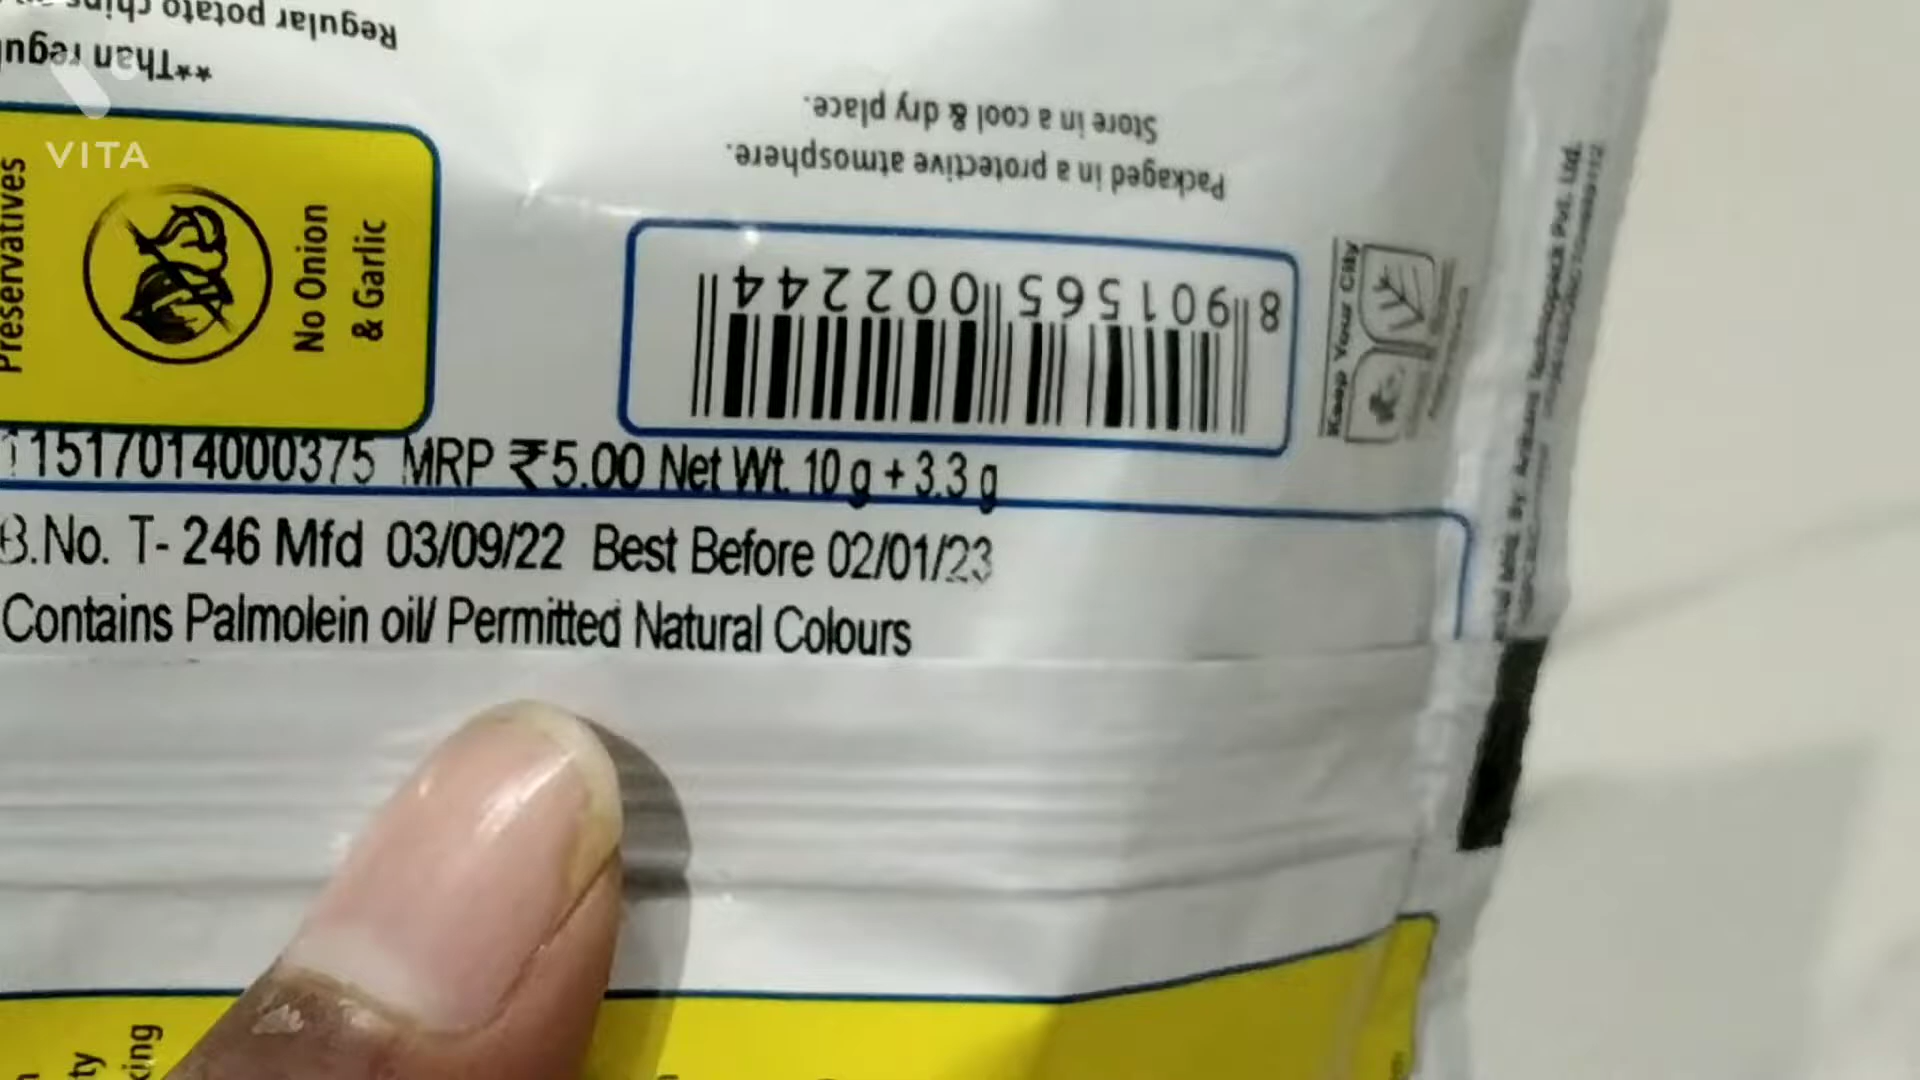 Regular potato chips
**Than regu
VITA
Preservatives
No Onion
& Garlic
Packaged in a protective atmosphere.
Store in a cool & dry place.
8 901565 002244
Keep Your City
11517014000375 MRP ₹5.00 Net Wt. 10 g + 3.3 g
B.No. T- 246 Mfd 03/09/22 Best Before 02/01/23
Contains Palmolein oil/ Permitted Natural Colours